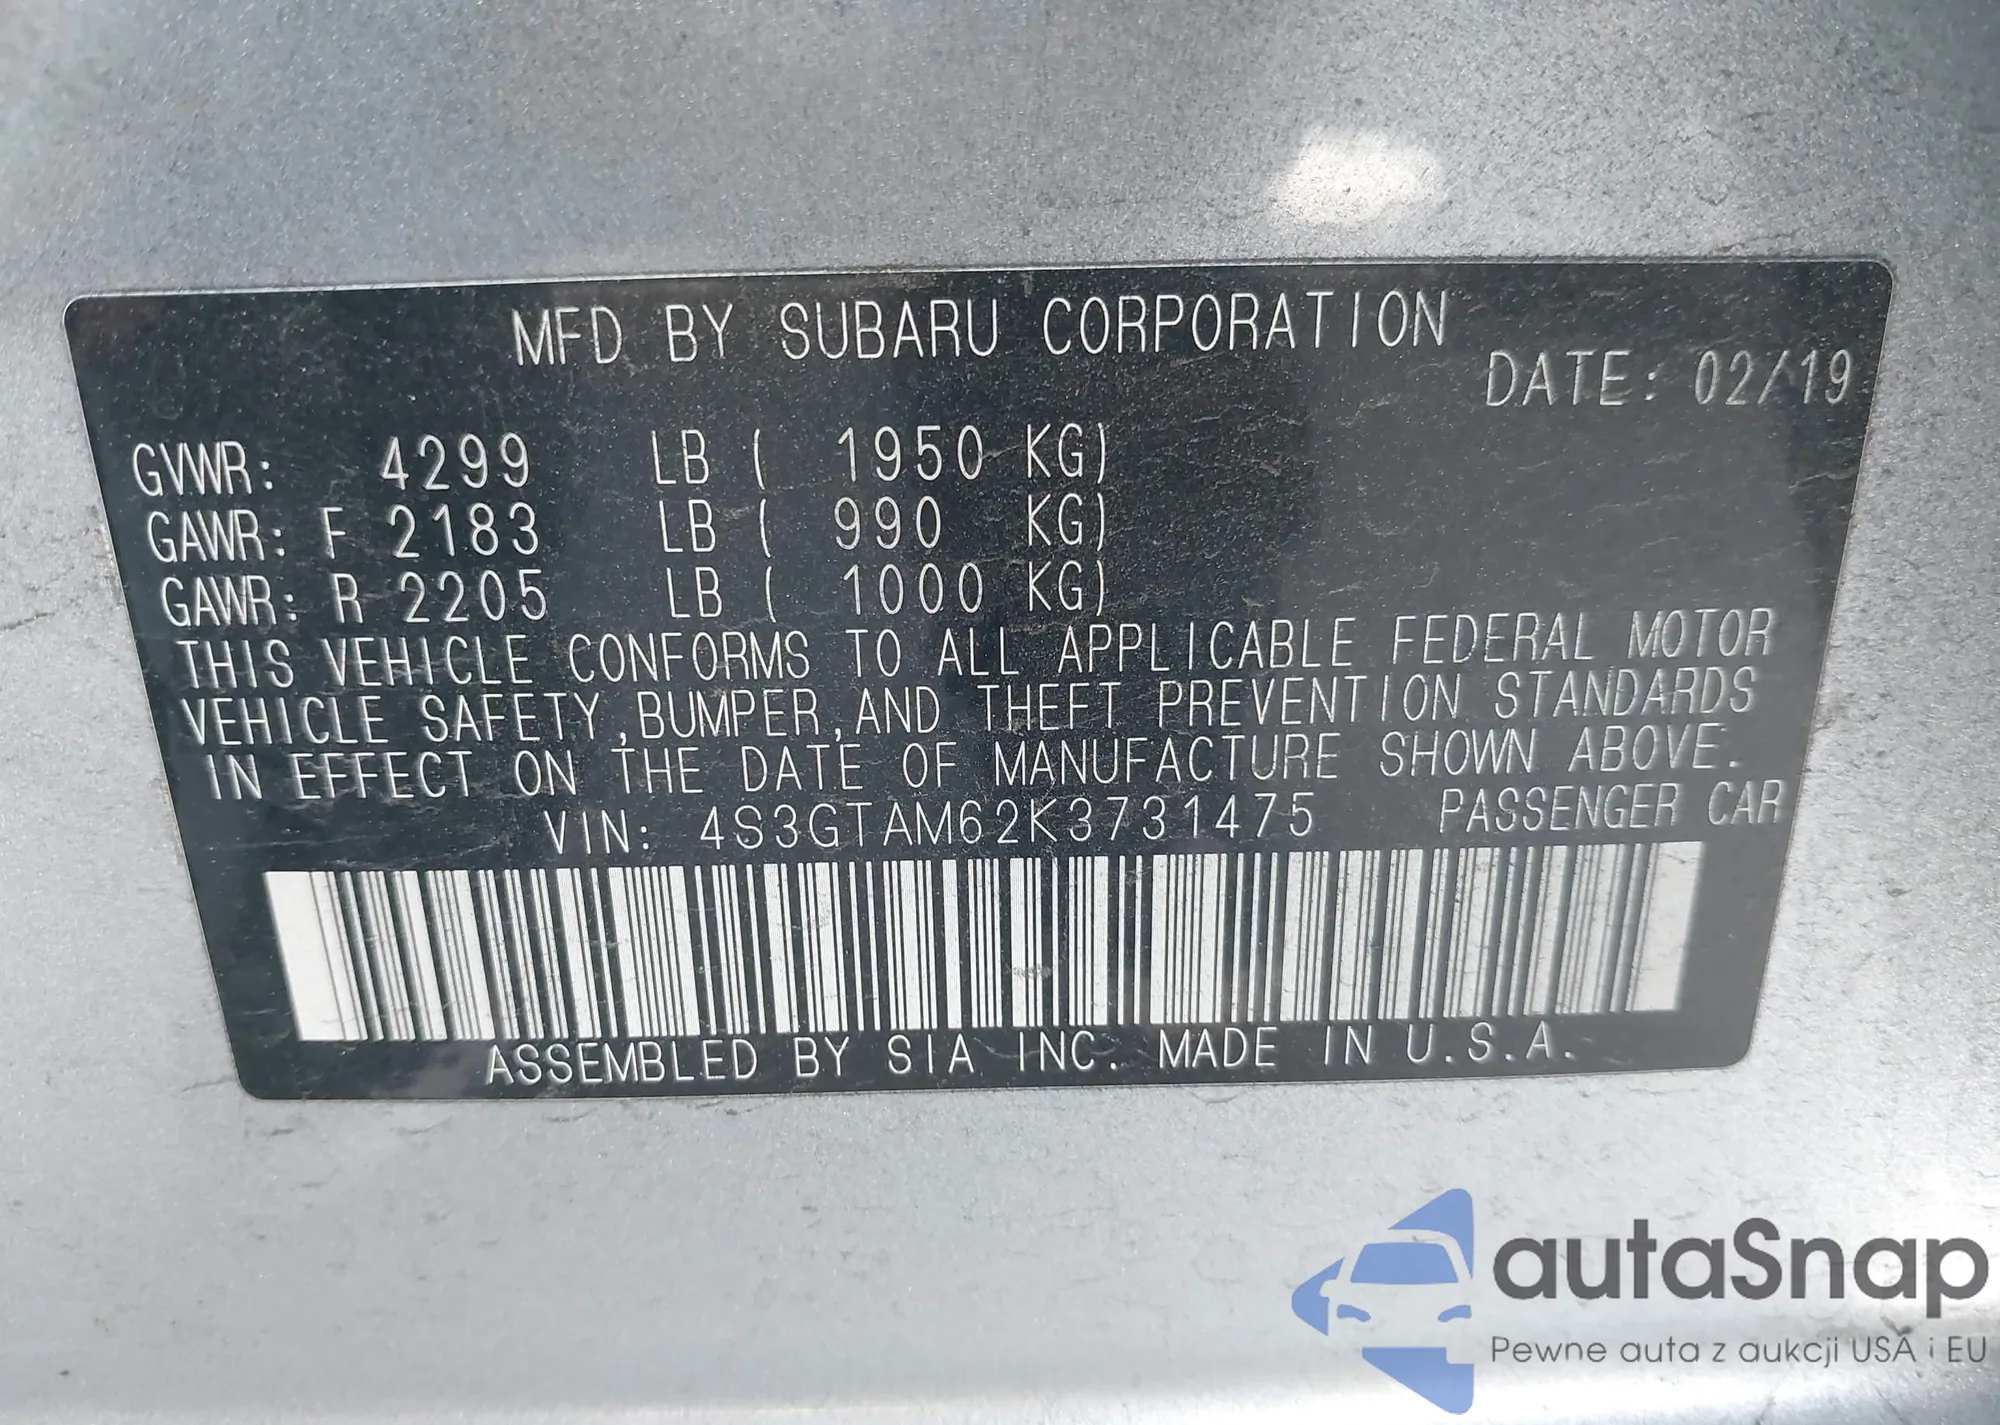 MFD BY SUBARU CORPORATION
DATE: 02/19
GVWR: 4299 LB ( 1950 KG)
GAWR: F 2183 LB ( 990 KG)
GAWR: R 2205 LB ( 1000 KG)
THIS VEHICLE CONFORMS TO ALL APPLICABLE FEDERAL MOTOR
VEHICLE SAFETY,BUMPER,AND THEFT PREVENTION STANDARDS
IN EFFECT ON THE DATE OF MANUFACTURE SHOWN ABOVE.
VIN: 4S3GTAM62K3731475 PASSENGER CAR
ASSEMBLED BY SIA INC. MADE IN U.S.A.
autaSnap
Pewne auta z aukcji USA i EU